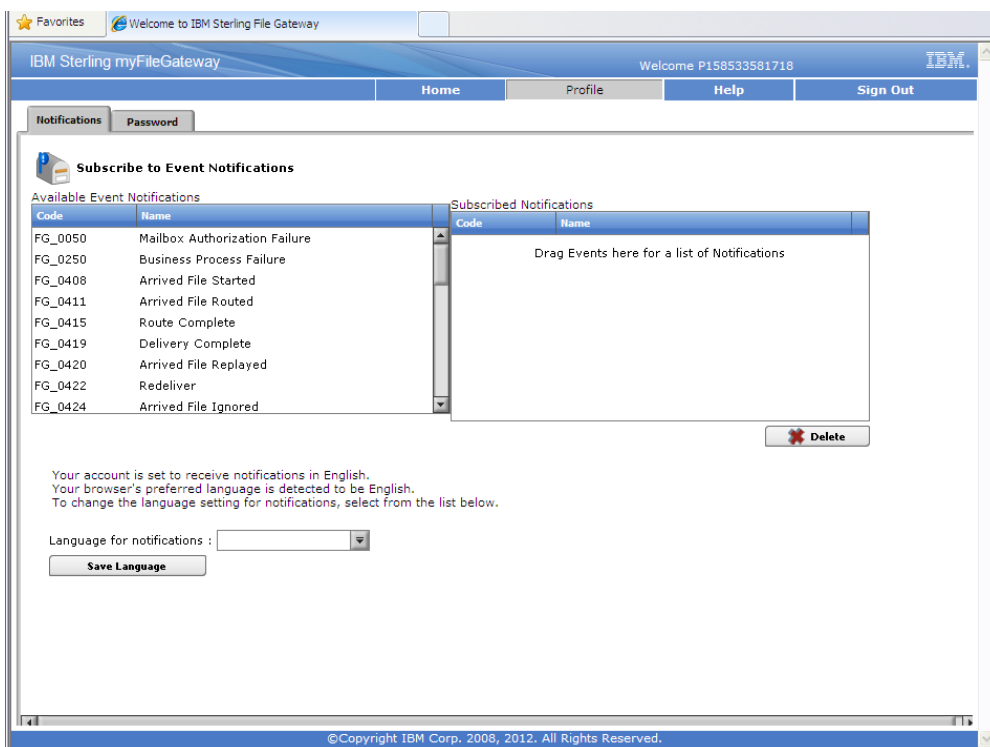 Favorites
Welcome to IBM Sterling File Gateway
IBM Sterling myFileGateway
Welcome P158533581718
IBM.
Home
Profile
Help
Sign Out
Notifications
Password
Subscribe to Event Notifications
Available Event Notifications
Code Name
FG_0050 Mailbox Authorization Failure
FG_0250 Business Process Failure
FG_0408 Arrived File Started
FG_0411 Arrived File Routed
FG_0415 Route Complete
FG_0419 Delivery Complete
FG_0420 Arrived File Replayed
FG_0422 Redeliver
FG_0424 Arrived File Ignored
Subscribed Notifications
Code Name
Drag Events here for a list of Notifications
Delete
Your account is set to receive notifications in English.
Your browser's preferred language is detected to be English.
To change the language setting for notifications, select from the list below.
Language for notifications :
Save Language
©Copyright IBM Corp. 2008, 2012. All Rights Reserved.